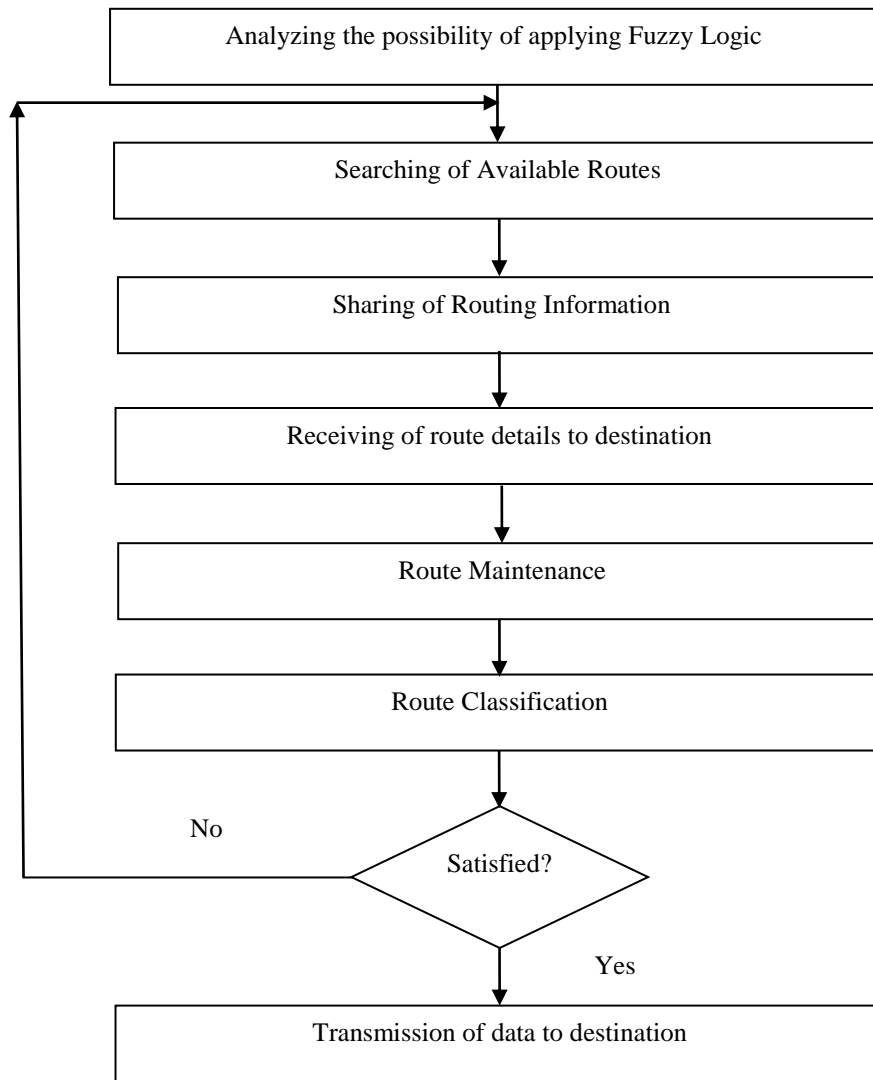 Analyzing the possibility of applying Fuzzy Logic
Searching of Available Routes
Sharing of Routing Information
Receiving of route details to destination
Route Maintenance
Route Classification
No
Satisfied?
Yes
Transmission of data to destination